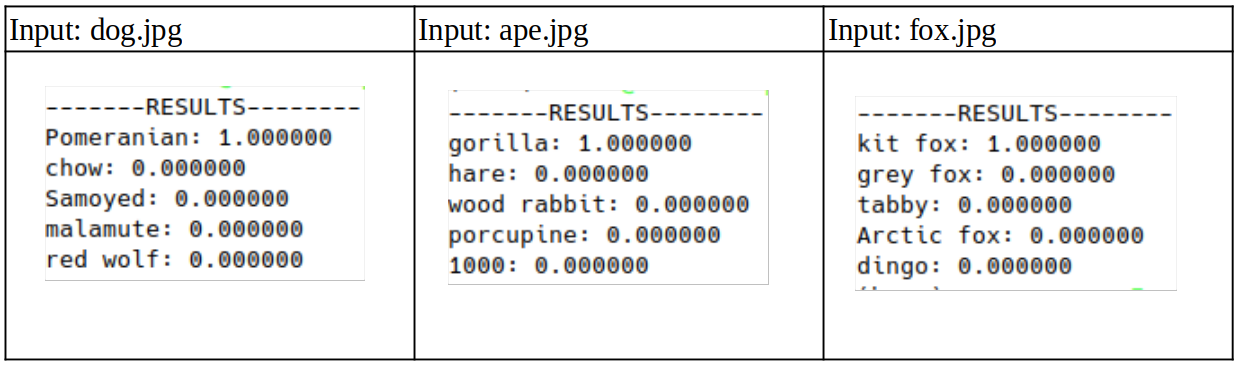 Input: dog.jpg
-------RESULTS--------
Pomeranian: 1.000000
chow: 0.000000
Samoyed: 0.000000
malamute: 0.000000
red wolf: 0.000000
Input: ape.jpg
-------RESULTS--------
gorilla: 1.000000
hare: 0.000000
wood rabbit: 0.000000
porcupine: 0.000000
1000: 0.000000
Input: fox.jpg
-------RESULTS--------
kit fox: 1.000000
grey fox: 0.000000
tabby: 0.000000
Arctic fox: 0.000000
dingo: 0.000000